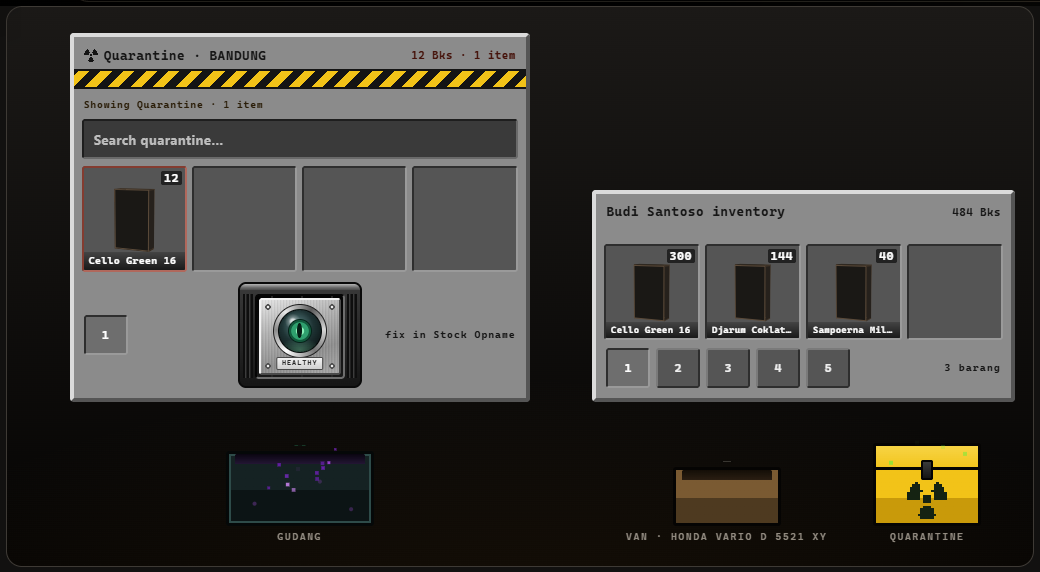 Quarantine · BANDUNG
12 Bks · 1 item
Showing Quarantine · 1 item
Search quarantine...
12
Cello Green 16
1
HEALTHY
fix in Stock Opname
Budi Santoso inventory
484 Bks
300
144
40
Cello Green 16
Djarum Coklat…
Sampoerna Mil…
1
2
3
4
5
3 barang
GUDANG
VAN · HONDA VARIO D 5521 XY
QUARANTINE